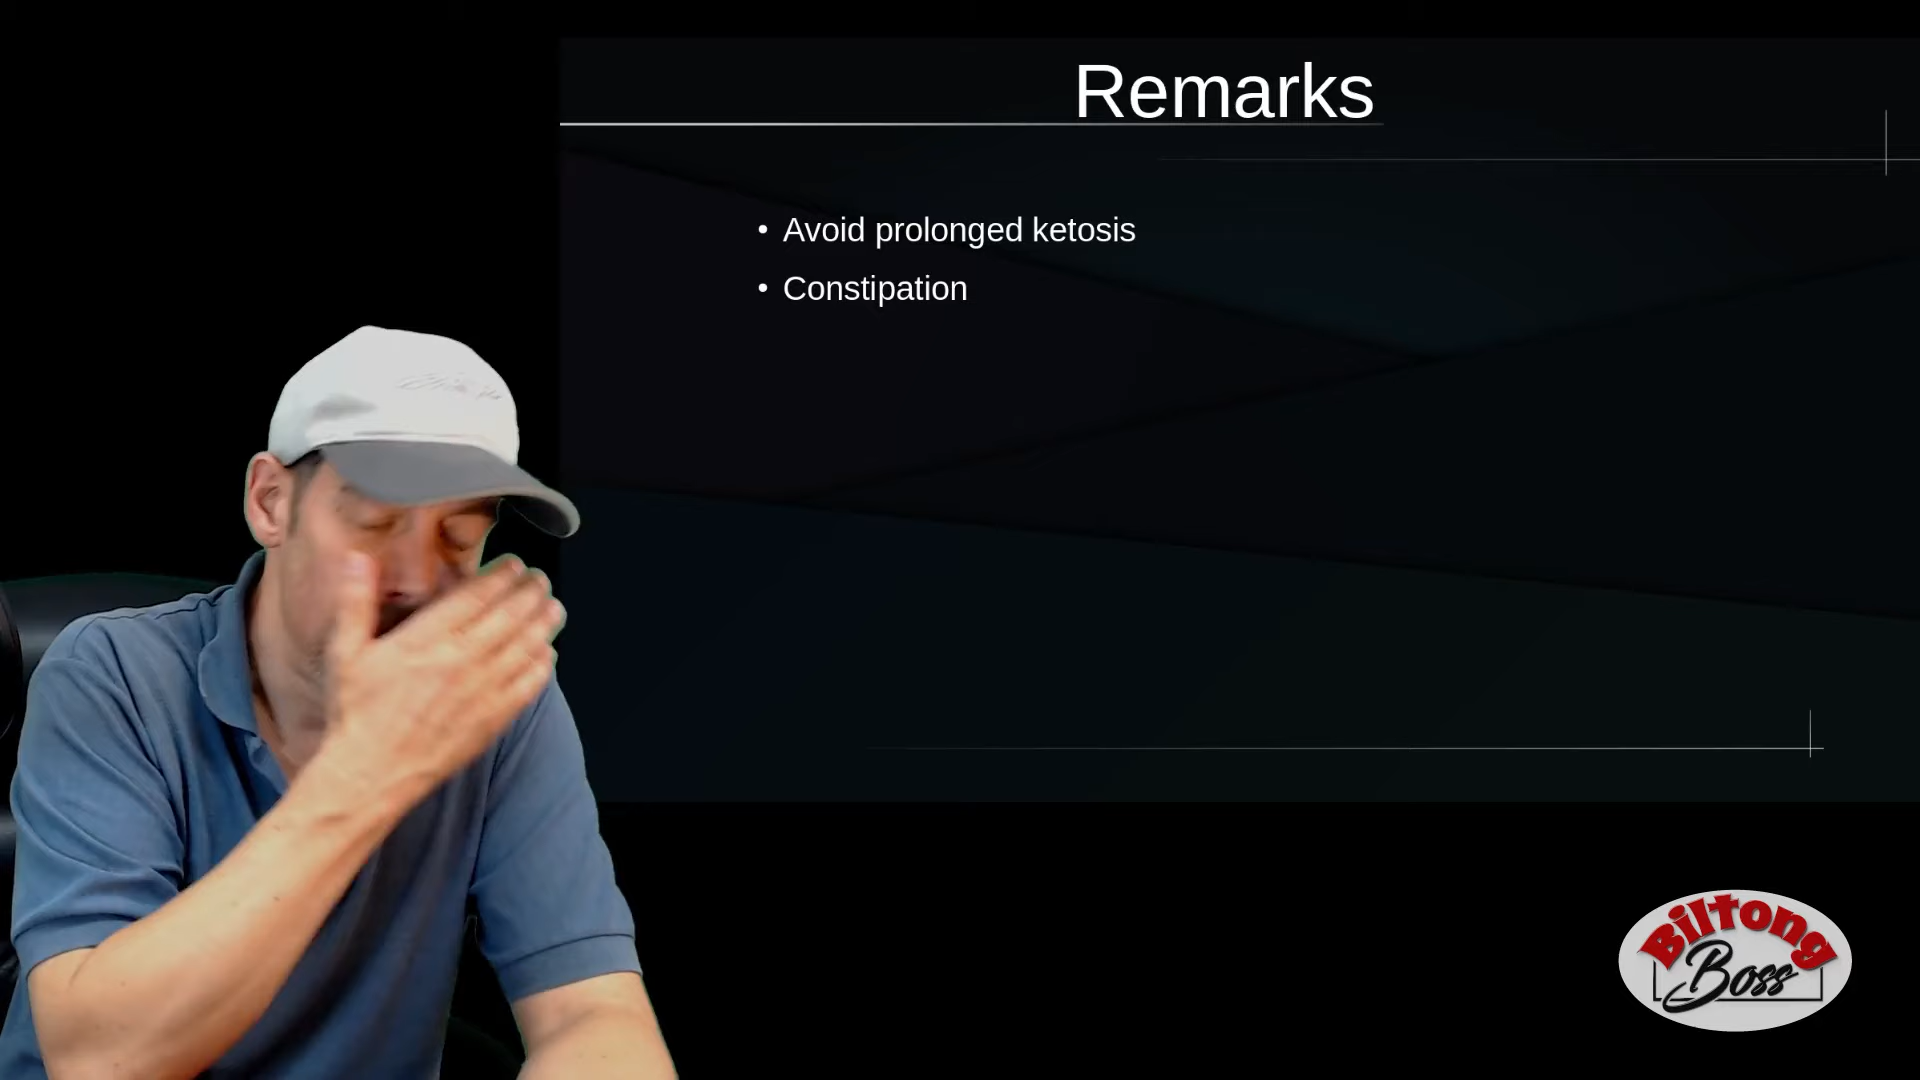 Remarks
• Avoid prolonged ketosis
• Constipation
Biltong
Boss